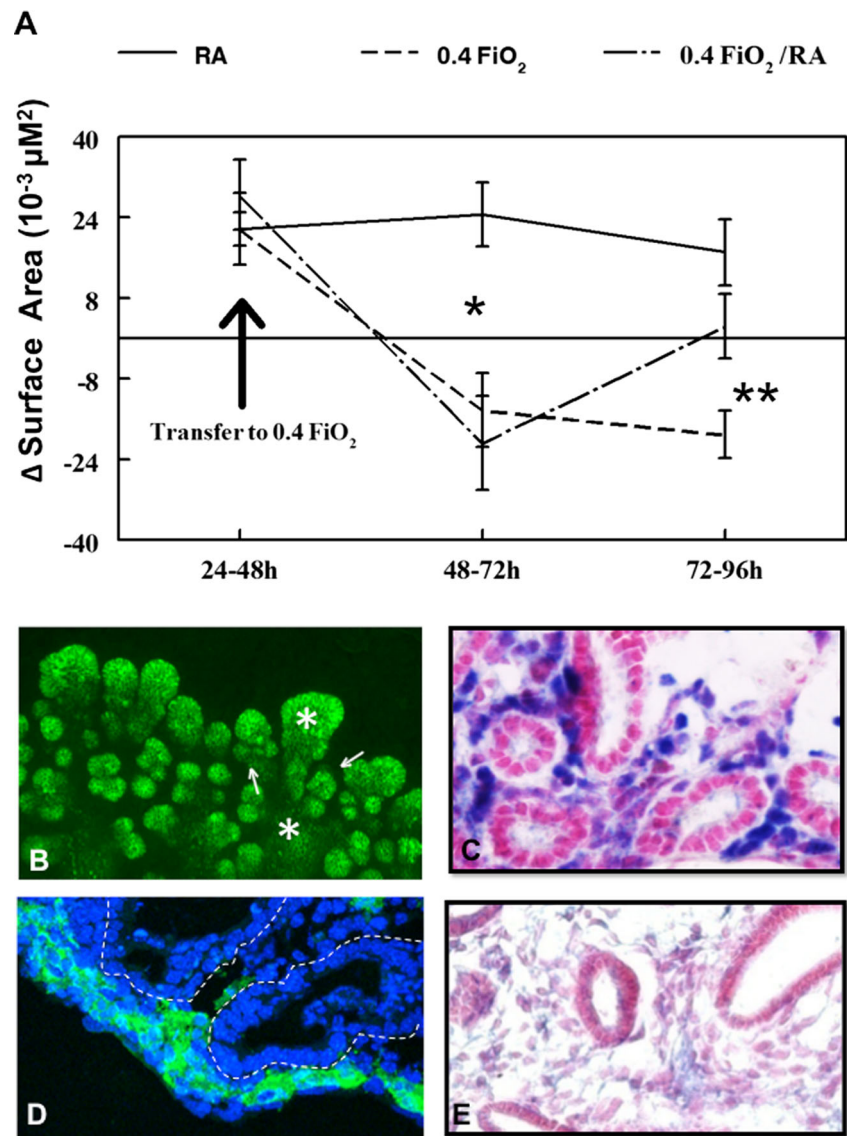 A
RA 0.4 FiO₂ 0.4 FiO₂ /RA
Δ Surface Area (10⁻³ µM²)
40
24
8
-8
-24
-40
*
**
Transfer to 0.4 FiO₂
24-48h 48-72h 72-96h
*
*
B
C
D
E